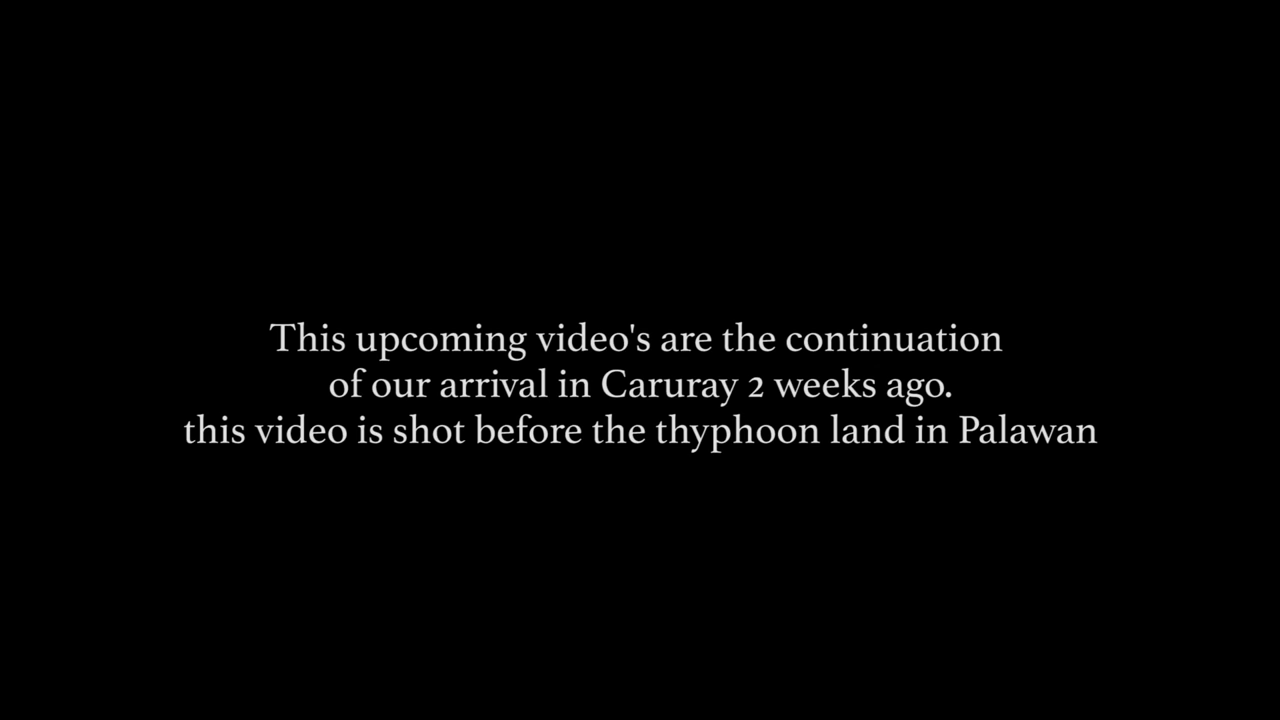 This upcoming video's are the continuation
of our arrival in Caruray 2 weeks ago.
this video is shot before the thyphoon land in Palawan